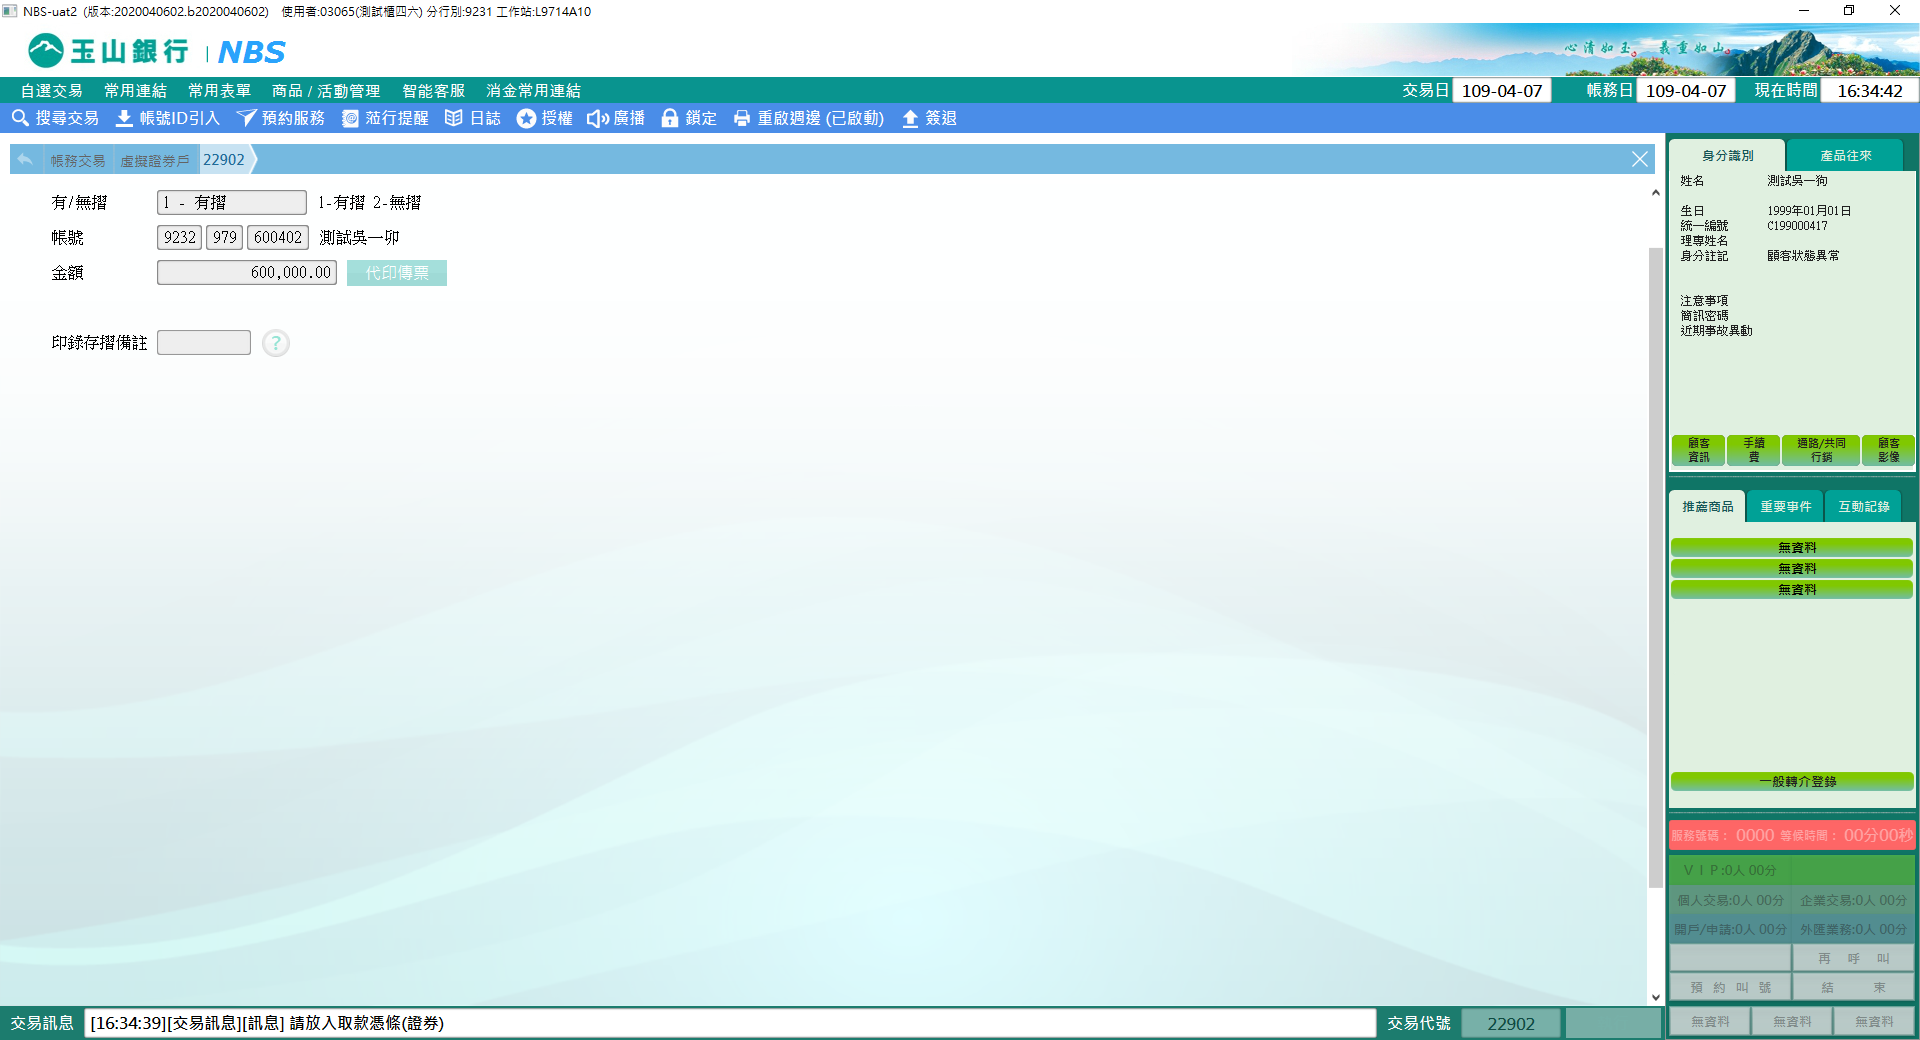 NBS-uat2 (版本:2020040602.b2020040602) 使用者:03065(測試櫃四六) 分行別:9231 工作站:L9714A10
玉山銀行 | NBS
心清如玉。義重如山。
自選交易 常用連結 常用表單 商品 / 活動管理 智能客服 消金常用連結 交易日 109-04-07 帳務日 109-04-07 現在時間 16:34:42
搜尋交易 帳號ID引入 預約服務 蒞行提醒 日誌 授權 廣播 鎖定 重啟週邊 (已啟動) 簽退
帳務交易 虛擬證券戶 22902
有/無摺 1 - 有摺 1-有摺 2-無摺
帳號 9232 979 600402 測試吳一卯
金額 600,000.00 代印傳票
印錄存摺備註 ?
身分識別 產品往來
姓名 測試吳一狗
生日 1999年01月01日
統一編號 C199000417
理專姓名
身分註記 顧客狀態異常
注意事項
簡訊密碼
近期事故異動
顧客資訊 手續費 通路/共同行銷 顧客影像
推薦商品 重要事件 互動記錄
無資料
無資料
無資料
一般轉介登錄
服務號碼： 0000 等候時間： 00分00秒
ＶＩＰ:0人 00分
個人交易:0人 00分 企業交易:0人 00分
開戶/申請:0人 00分 外匯業務:0人 00分
再 呼 叫
預 約 叫 號 結 束
無資料 無資料 無資料
交易訊息 [16:34:39][交易訊息][訊息] 請放入取款憑條(證券) 交易代號 22902